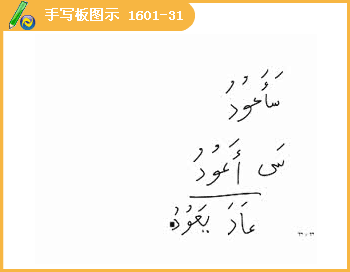 手写板图示 1601-31
سَأَعُودُ
سَ أَعُودُ
عَادَ يَعُودُ